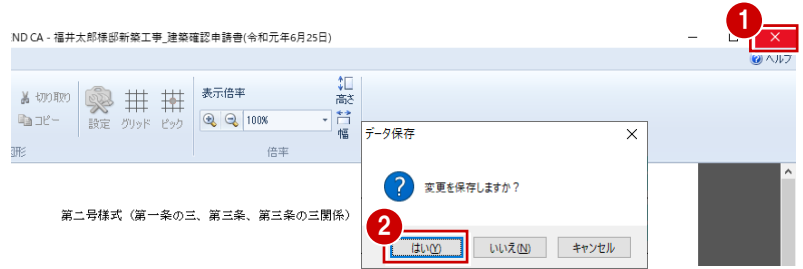 ND CA - 福井太郎様邸新築工事_建築確認申請書(令和元年6月25日)
1
ヘルプ
切り取り
コピー
設定
グリッド
ピック
表示倍率
100%
高さ
幅
倍率
データ保存
変更を保存しますか?
2
はい(Y)
いいえ(N)
キャンセル
第二号様式(第一条の三、第三条、第三条の三関係)